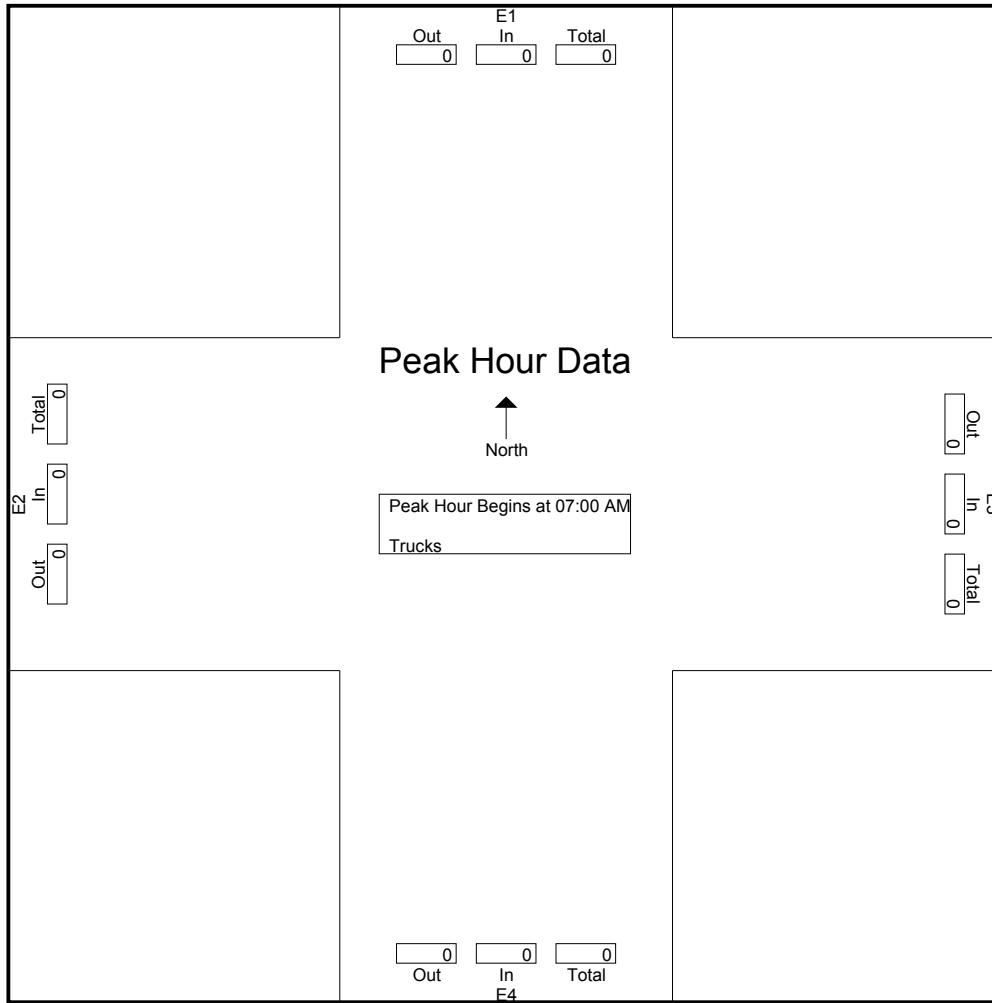 E1
Out In Total
0 0 0
Peak Hour Data
North
Peak Hour Begins at 07:00 AM
Trucks
E2
Total In Out
0 0 0
Out In Total
0 0 0
0 0 0
Out In Total
E4